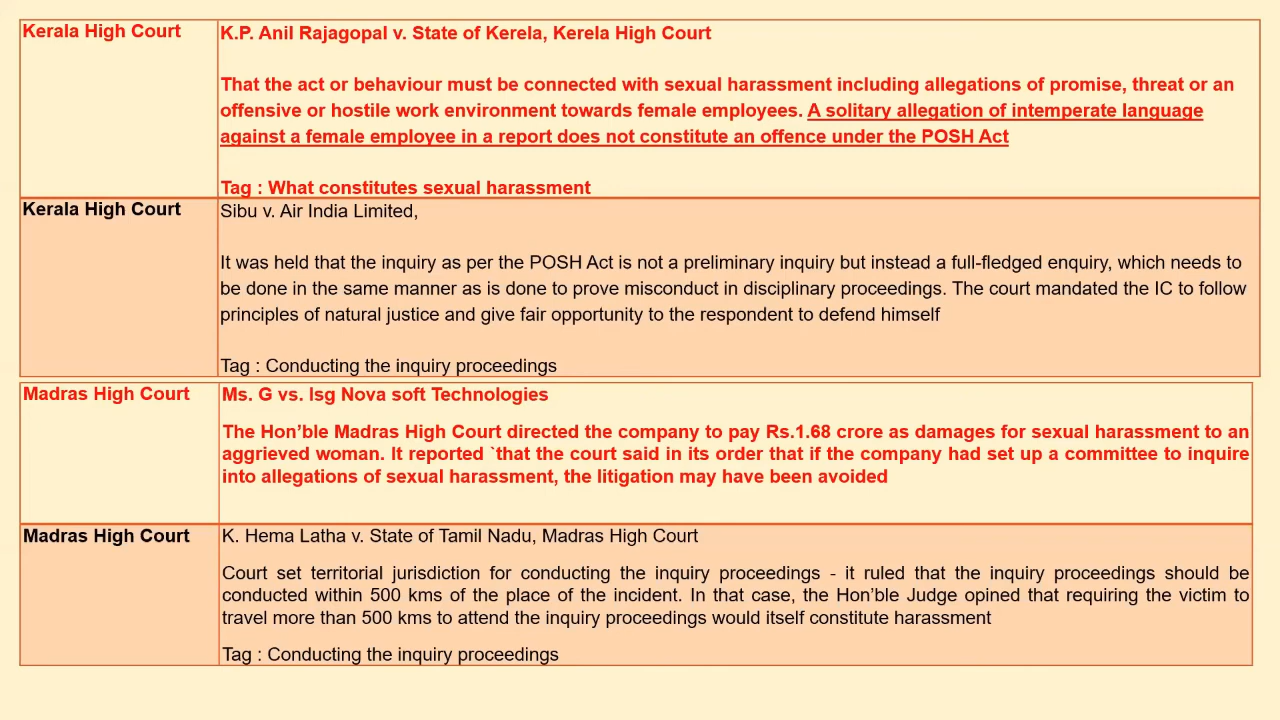 Kerala High Court
K.P. Anil Rajagopal v. State of Kerela, Kerela High Court
That the act or behaviour must be connected with sexual harassment including allegations of promise, threat or an
offensive or hostile work environment towards female employees. A solitary allegation of intemperate language
against a female employee in a report does not constitute an offence under the POSH Act
Tag : What constitutes sexual harassment
Kerala High Court
Sibu v. Air India Limited,
It was held that the inquiry as per the POSH Act is not a preliminary inquiry but instead a full-fledged enquiry, which needs to
be done in the same manner as is done to prove misconduct in disciplinary proceedings. The court mandated the IC to follow
principles of natural justice and give fair opportunity to the respondent to defend himself
Tag : Conducting the inquiry proceedings
Madras High Court
Ms. G vs. Isg Nova soft Technologies
The Hon’ble Madras High Court directed the company to pay Rs.1.68 crore as damages for sexual harassment to an
aggrieved woman. It reported `that the court said in its order that if the company had set up a committee to inquire
into allegations of sexual harassment, the litigation may have been avoided
Madras High Court
K. Hema Latha v. State of Tamil Nadu, Madras High Court
Court set territorial jurisdiction for conducting the inquiry proceedings - it ruled that the inquiry proceedings should be
conducted within 500 kms of the place of the incident. In that case, the Hon’ble Judge opined that requiring the victim to
travel more than 500 kms to attend the inquiry proceedings would itself constitute harassment
Tag : Conducting the inquiry proceedings